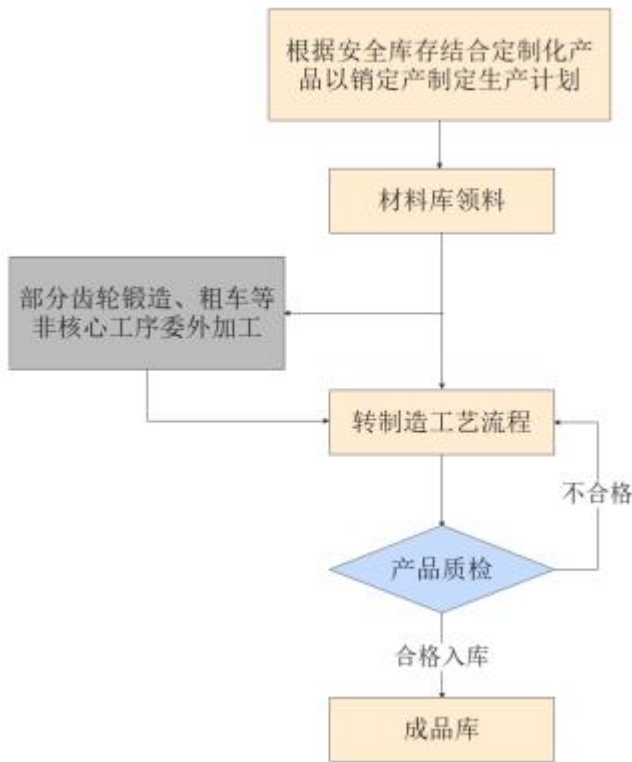 根据安全库存结合定制化产
品以销定产制定生产计划
材料库领料
部分齿轮锻造、粗车等
非核心工序委外加工
转制造工艺流程
不合格
产品质检
合格入库
成品库